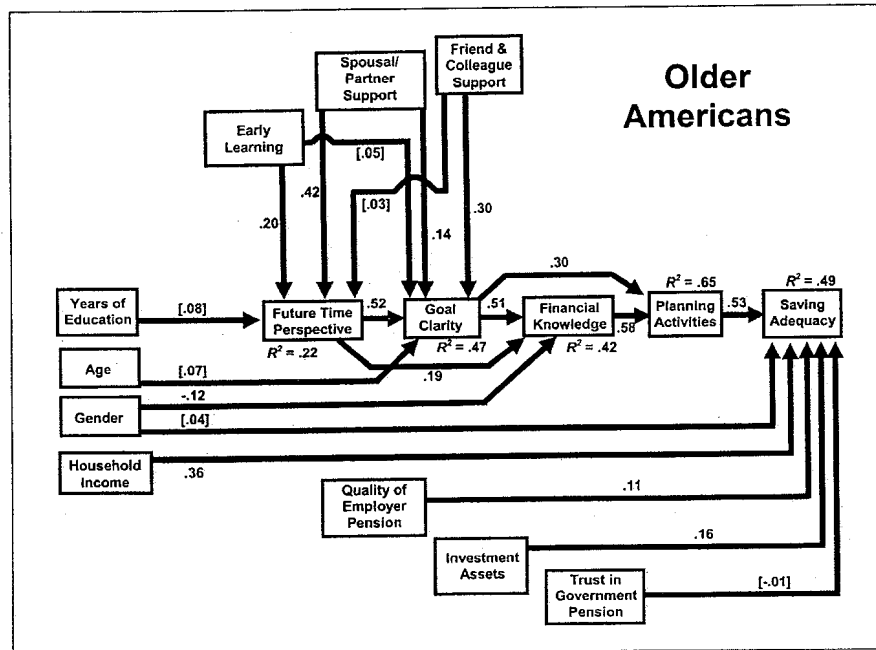 Older
Americans
Friend &
Colleague
Support
Spousal/
Partner
Support
Early
Learning
[.05]
.42
[.03]
.20
.14
.30
.30
R² = .65
R² = .49
Years of
Education
[.08]
Future Time
Perspective
.52
Goal
Clarity
.51
Financial
Knowledge
.58
Planning
Activities
.53
Saving
Adequacy
R² = .22
R² = .47
R² = .42
Age
[.07]
.19
-.12
Gender
[.04]
Household
Income
.36
Quality of
Employer
Pension
.11
Investment
Assets
.16
Trust in
Government
Pension
[-.01]